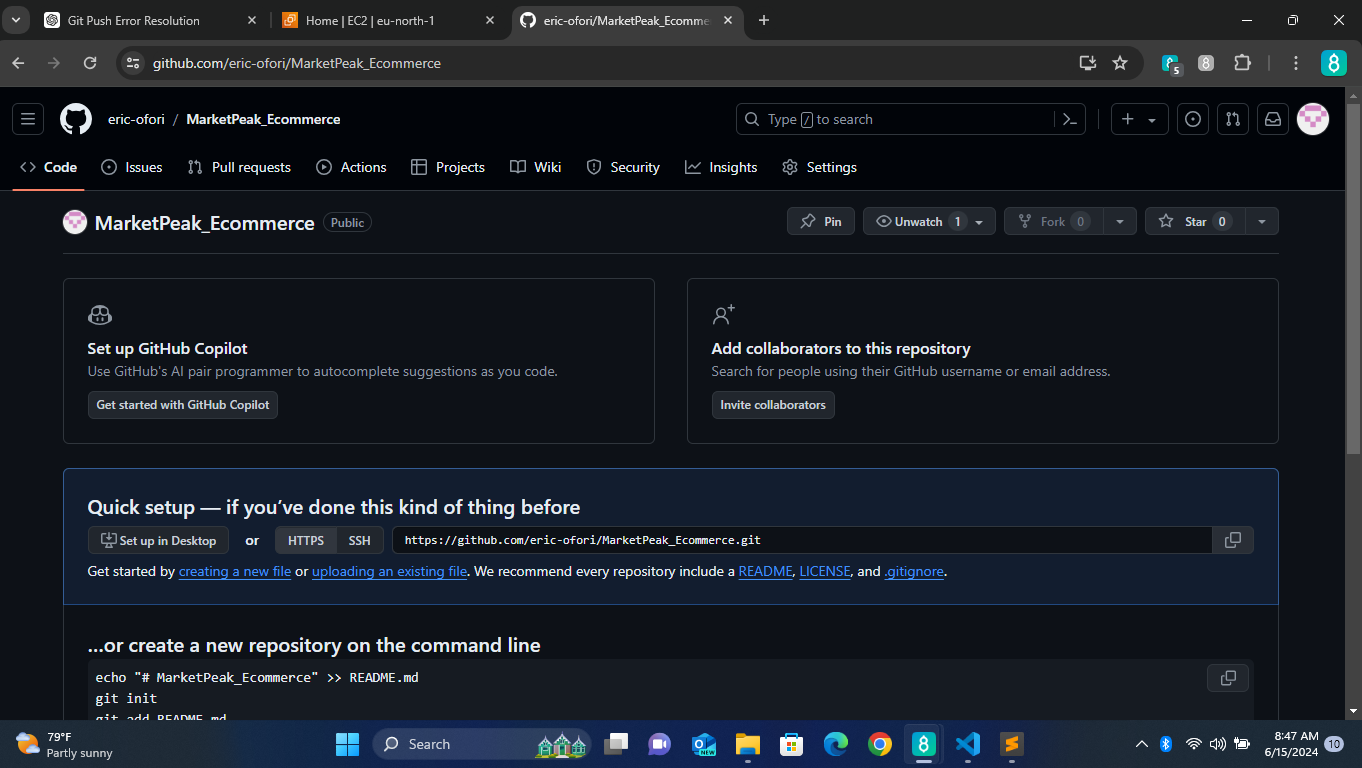 Git Push Error Resolution
Home | EC2 | eu-north-1
eric-ofori/MarketPeak_Ecomme
github.com/eric-ofori/MarketPeak_Ecommerce
5
eric-ofori / MarketPeak_Ecommerce
Type / to search
Code
Issues
Pull requests
Actions
Projects
Wiki
Security
Insights
Settings
MarketPeak_Ecommerce
Public
Pin
Unwatch 1
Fork 0
Star 0
Set up GitHub Copilot
Use GitHub's AI pair programmer to autocomplete suggestions as you code.
Get started with GitHub Copilot
Add collaborators to this repository
Search for people using their GitHub username or email address.
Invite collaborators
Quick setup — if you’ve done this kind of thing before
Set up in Desktop
or
HTTPS
SSH
https://github.com/eric-ofori/MarketPeak_Ecommerce.git
Get started by creating a new file or uploading an existing file. We recommend every repository include a README, LICENSE, and .gitignore.
…or create a new repository on the command line
echo "# MarketPeak_Ecommerce" >> README.md
git init
git add README.md
79°F
Partly sunny
Search
NEW
8:47 AM
6/15/2024
10